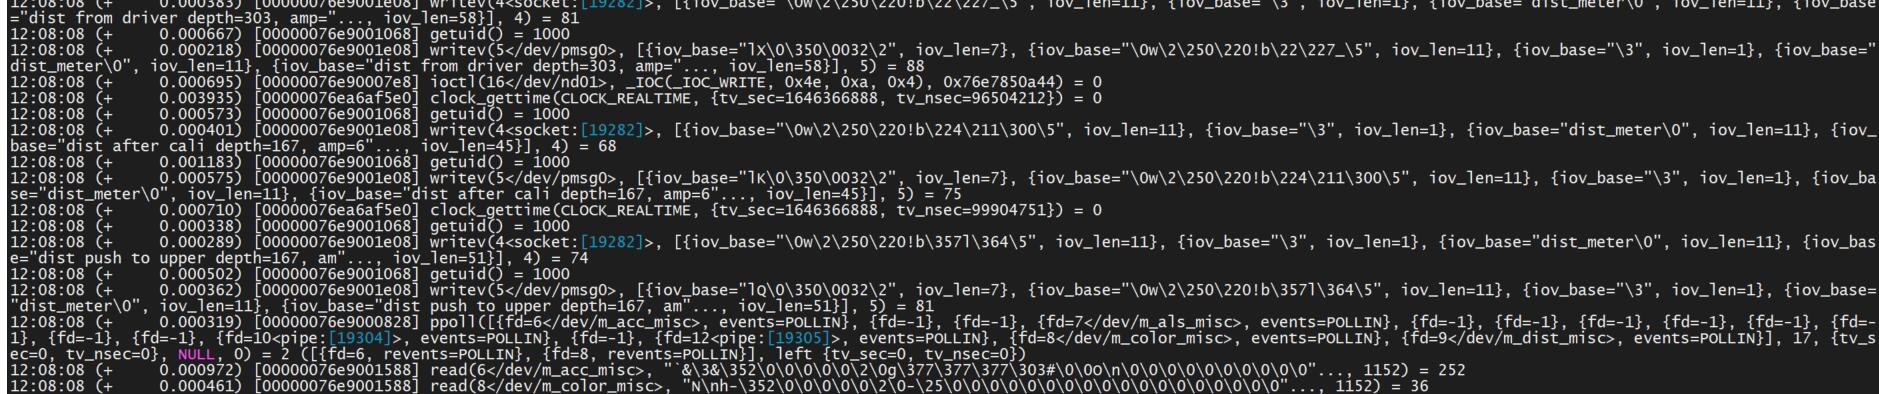 12:08:08 (+     0.000383) [00000076e9001e08] writev(4<socket:[19282]>, [{iov_base="\0w\2\250\220!b\22\227_\5", iov_len=11}, {iov_base="\3", iov_len=1}, {iov_base="dist_meter\0", iov_len=11}, {iov_base
="dist from driver depth=303, amp="..., iov_len=58}], 4) = 81
12:08:08 (+     0.000667) [00000076e9001068] getuid() = 1000
12:08:08 (+     0.000218) [00000076e9001e08] writev(5</dev/pmsg0>, [{iov_base="lX\0\350\0032\2", iov_len=7}, {iov_base="\0w\2\250\220!b\22\227_\5", iov_len=11}, {iov_base="\3", iov_len=1}, {iov_base="
dist_meter\0", iov_len=11}, {iov_base="dist from driver depth=303, amp="..., iov_len=58}], 5) = 88
12:08:08 (+     0.000695) [00000076e90007e8] ioctl(16</dev/nd01>, _IOC(_IOC_WRITE, 0x4e, 0xa, 0x4), 0x76e7850a44) = 0
12:08:08 (+     0.003935) [00000076ea6af5e0] clock_gettime(CLOCK_REALTIME, {tv_sec=1646366888, tv_nsec=96504212}) = 0
12:08:08 (+     0.000573) [00000076e9001068] getuid() = 1000
12:08:08 (+     0.000401) [00000076e9001e08] writev(4<socket:[19282]>, [{iov_base="\0w\2\250\220!b\224\211\300\5", iov_len=11}, {iov_base="\3", iov_len=1}, {iov_base="dist_meter\0", iov_len=11}, {iov_
base="dist after cali depth=167, amp=6"..., iov_len=45}], 4) = 68
12:08:08 (+     0.001183) [00000076e9001068] getuid() = 1000
12:08:08 (+     0.000575) [00000076e9001e08] writev(5</dev/pmsg0>, [{iov_base="lK\0\350\0032\2", iov_len=7}, {iov_base="\0w\2\250\220!b\224\211\300\5", iov_len=11}, {iov_base="\3", iov_len=1}, {iov_ba
se="dist_meter\0", iov_len=11}, {iov_base="dist after cali depth=167, amp=6"..., iov_len=45}], 5) = 75
12:08:08 (+     0.000710) [00000076ea6af5e0] clock_gettime(CLOCK_REALTIME, {tv_sec=1646366888, tv_nsec=99904751}) = 0
12:08:08 (+     0.000338) [00000076e9001068] getuid() = 1000
12:08:08 (+     0.000289) [00000076e9001e08] writev(4<socket:[19282]>, [{iov_base="\0w\2\250\220!b\357l\364\5", iov_len=11}, {iov_base="\3", iov_len=1}, {iov_base="dist_meter\0", iov_len=11}, {iov_bas
e="dist push to upper depth=167, am"..., iov_len=51}], 4) = 74
12:08:08 (+     0.000502) [00000076e9001068] getuid() = 1000
12:08:08 (+     0.000362) [00000076e9001e08] writev(5</dev/pmsg0>, [{iov_base="lQ\0\350\0032\2", iov_len=7}, {iov_base="\0w\2\250\220!b\357l\364\5", iov_len=11}, {iov_base="\3", iov_len=1}, {iov_base=
"dist_meter\0", iov_len=11}, {iov_base="dist push to upper depth=167, am"..., iov_len=51}], 5) = 81
12:08:08 (+     0.000319) [00000076e9000828] ppoll([{fd=6</dev/m_acc_misc>, events=POLLIN}, {fd=-1}, {fd=-1}, {fd=7</dev/m_als_misc>, events=POLLIN}, {fd=-1}, {fd=-1}, {fd=-1}, {fd=-1}, {fd=-1}, {fd=-
1}, {fd=-1}, {fd=-1}, {fd=10<pipe:[19304]>, events=POLLIN}, {fd=-1}, {fd=12<pipe:[19305]>, events=POLLIN}, {fd=8</dev/m_color_misc>, events=POLLIN}, {fd=9</dev/m_dist_misc>, events=POLLIN}], 17, {tv_s
ec=0, tv_nsec=0}, NULL, 0) = 2 ([{fd=6, revents=POLLIN}, {fd=8, revents=POLLIN}], left {tv_sec=0, tv_nsec=0})
12:08:08 (+     0.000972) [00000076e9001588] read(6</dev/m_acc_misc>, "`&\3&\352\0\0\0\0\0\2\0g\377\377\377\303#\0\0O\n\0\0\0\0\0\0\0\0\0\0"..., 1152) = 252
12:08:08 (+     0.000461) [00000076e9001588] read(8</dev/m_color_misc>, "N\nh-\352\0\0\0\0\0\2\0-\25\0\0\0\0\0\0\0\0\0\0\0\0\0\0\0\0\0\0"..., 1152) = 36